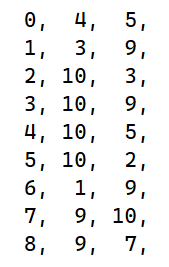 0, 4, 5,
1, 3, 9,
2, 10, 3,
3, 10, 9,
4, 10, 5,
5, 10, 2,
6, 1, 9,
7, 9, 10,
8, 9, 7,